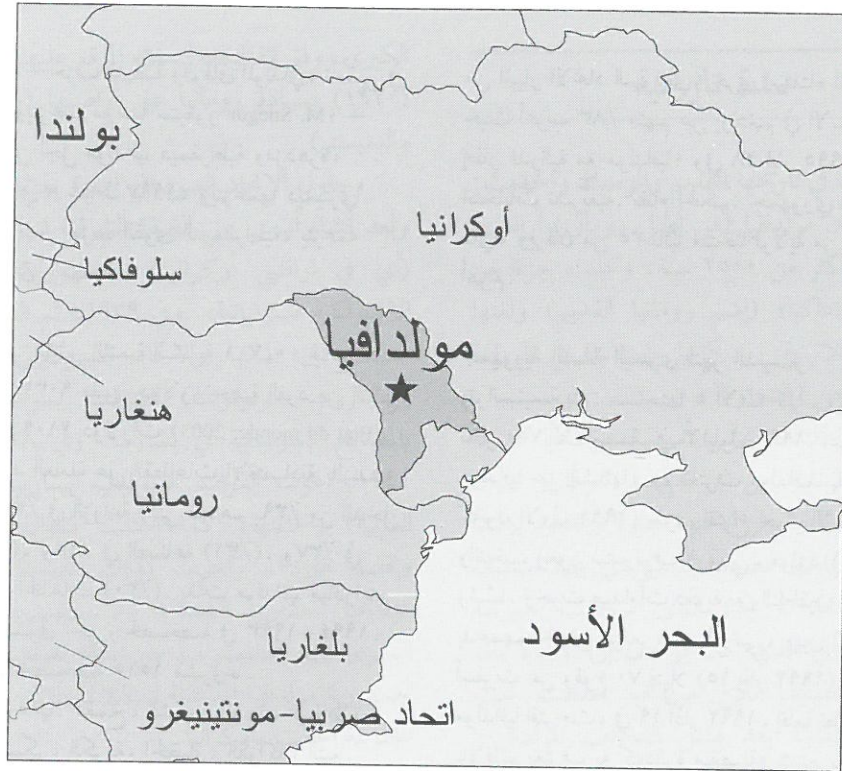 بولندا
أوكرانيا
سلوفاكيا
مولدافيا
هنغاريا
رومانيا
البحر الأسود
بلغاريا
اتحاد صربيا-مونتينيغرو